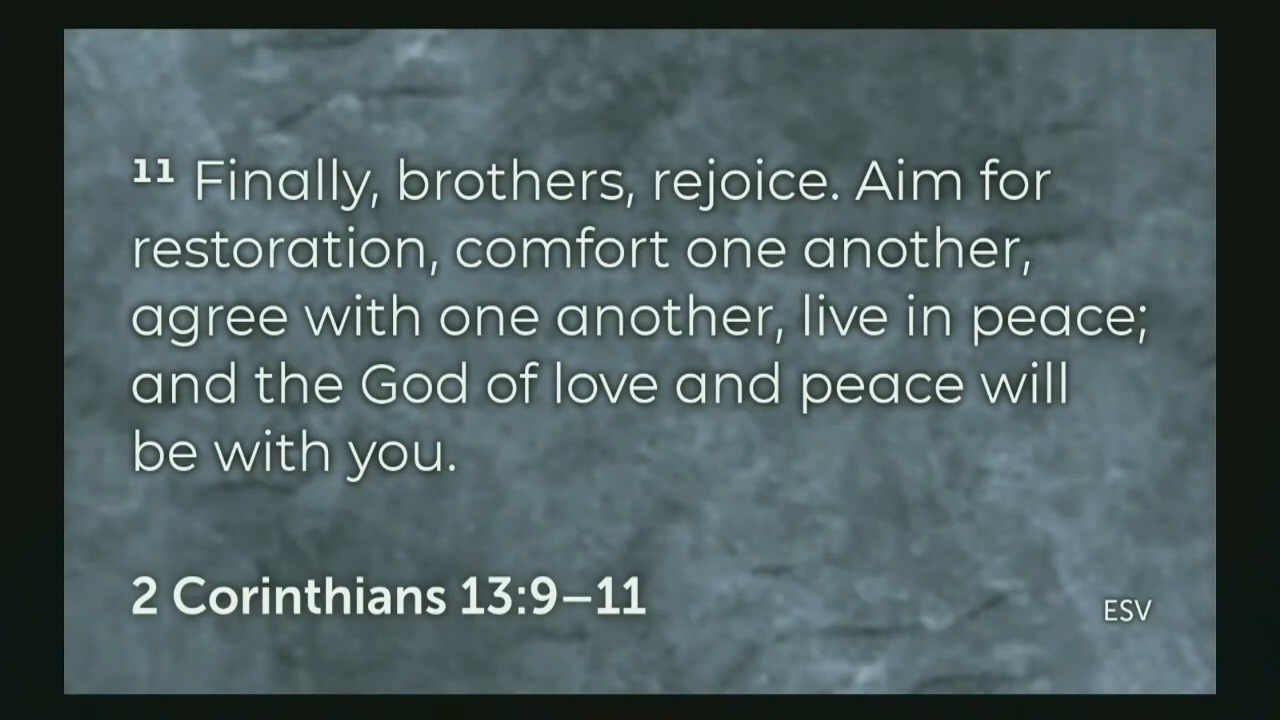 11 Finally, brothers, rejoice. Aim for
restoration, comfort one another,
agree with one another, live in peace;
and the God of love and peace will
be with you.
2 Corinthians 13:9–11
ESV